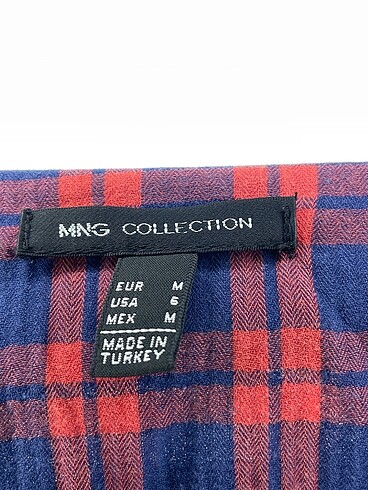 MNG COLLECTION
EUR M
USA 6
MEX M
MADE IN
TURKEY